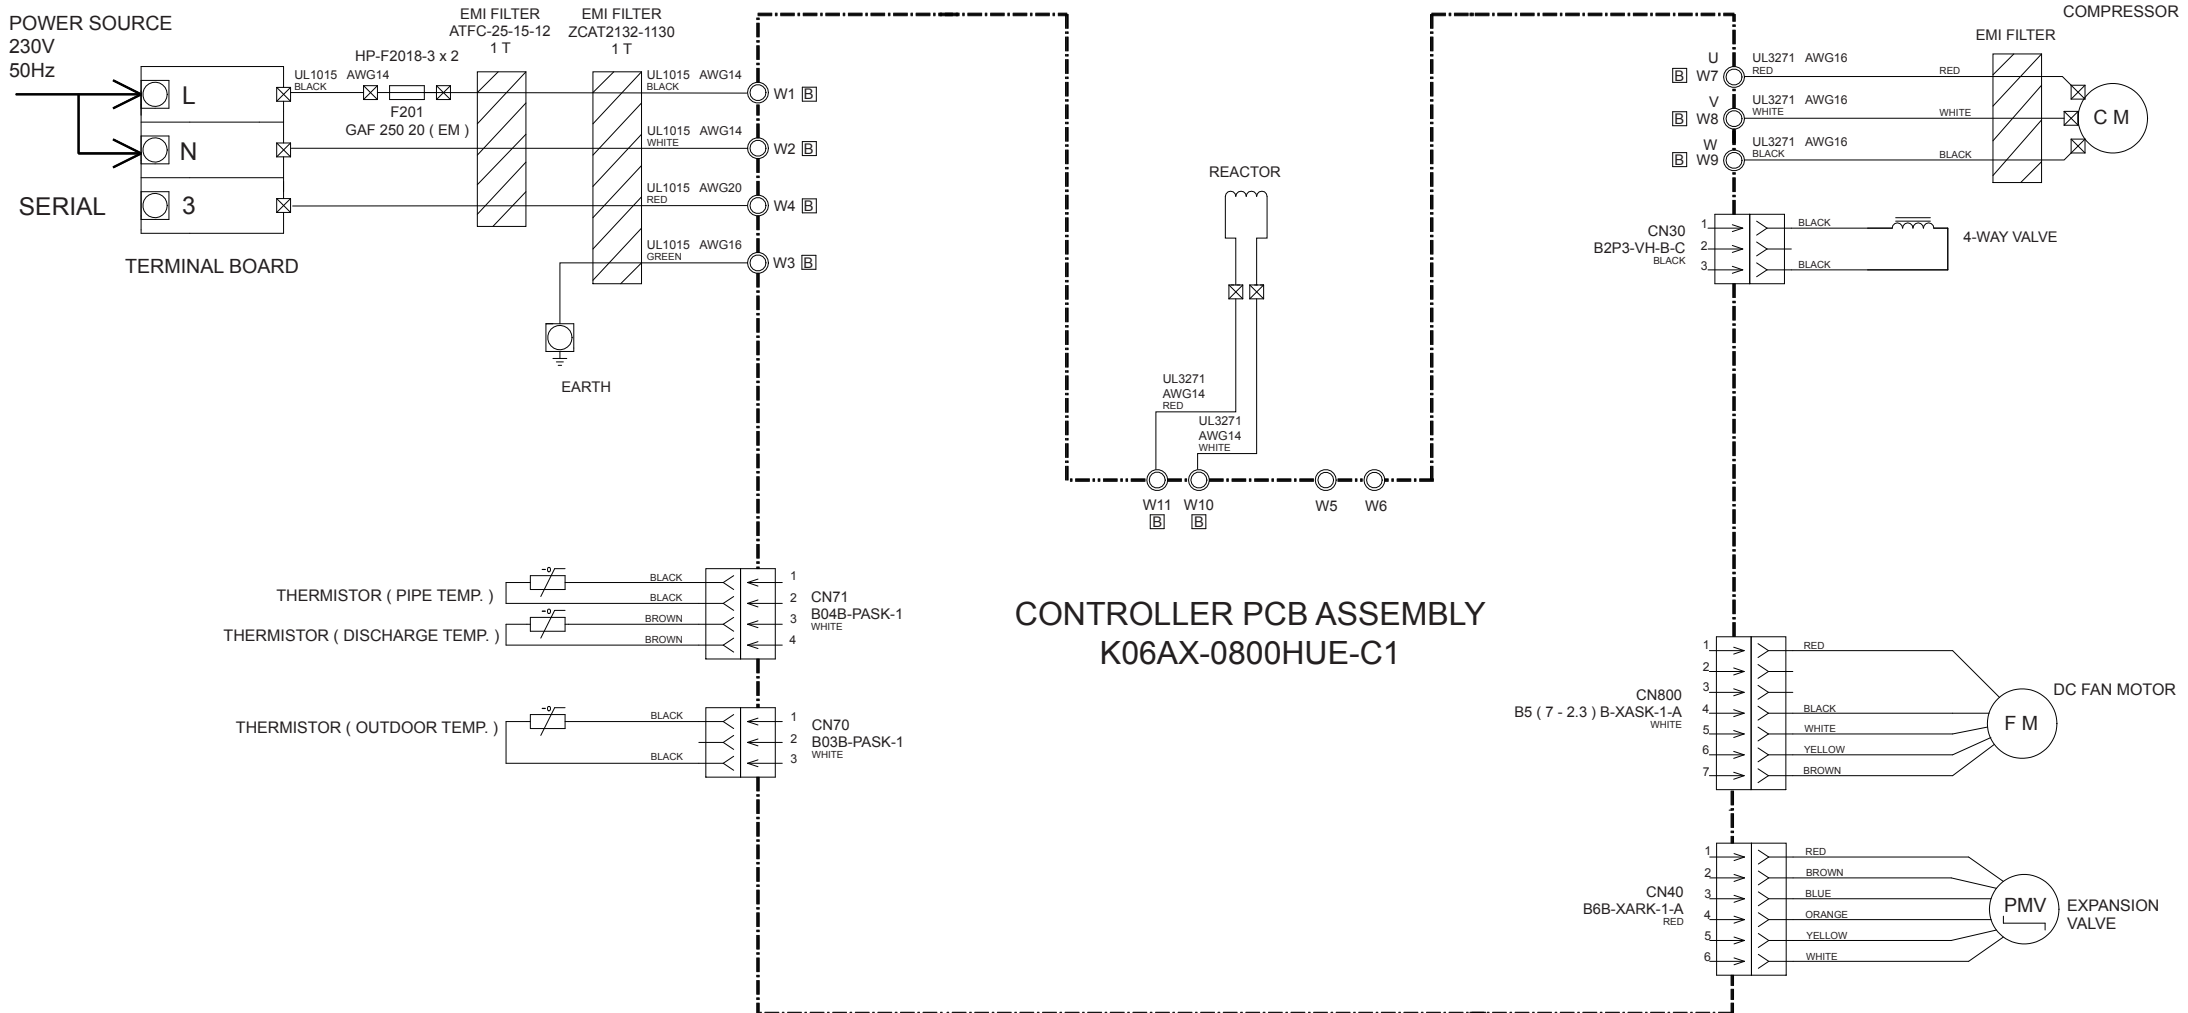 POWER SOURCE
230V
50Hz
L
N
SERIAL
3
TERMINAL BOARD
UL1015 AWG14
BLACK
HP-F2018-3 x 2
F201
GAF 250 20 ( EM )
EMI FILTER
ATFC-25-15-12
1 T
EMI FILTER
ZCAT2132-1130
1 T
UL1015 AWG14
BLACK
W1 B
UL1015 AWG14
WHITE
W2 B
UL1015 AWG20
RED
W4 B
UL1015 AWG16
GREEN
W3 B
EARTH
REACTOR
UL3271
AWG14
RED
UL3271
AWG14
WHITE
W11
B
W10
B
W5
W6
COMPRESSOR
EMI FILTER
U
B W7
UL3271 AWG16
RED
RED
V
B W8
UL3271 AWG16
WHITE
WHITE
W
B W9
UL3271 AWG16
BLACK
BLACK
C M
CN30
B2P3-VH-B-C
BLACK
1
2
3
BLACK
BLACK
4-WAY VALVE
THERMISTOR ( PIPE TEMP. )
THERMISTOR ( DISCHARGE TEMP. )
-θ
-θ
BLACK
BLACK
BROWN
BROWN
1
2
3
4
CN71
B04B-PASK-1
WHITE
THERMISTOR ( OUTDOOR TEMP. )
-θ
BLACK
BLACK
1
2
3
CN70
B03B-PASK-1
WHITE
CONTROLLER PCB ASSEMBLY
K06AX-0800HUE-C1
CN800
B5 ( 7 - 2.3 ) B-XASK-1-A
WHITE
1
2
3
4
5
6
7
RED
BLACK
WHITE
YELLOW
BROWN
F M
DC FAN MOTOR
CN40
B6B-XARK-1-A
RED
1
2
3
4
5
6
RED
BROWN
BLUE
ORANGE
YELLOW
WHITE
PMV
EXPANSION
VALVE